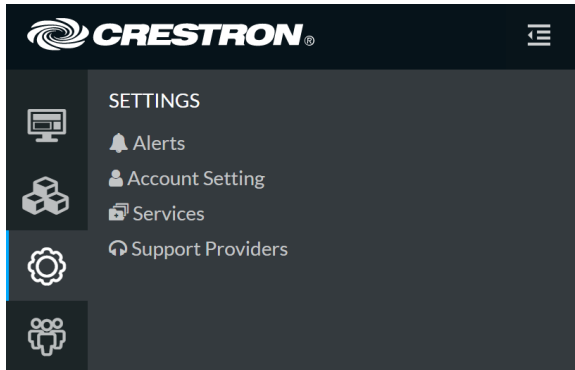 CRESTRON®
SETTINGS
Alerts
Account Setting
Services
Support Providers